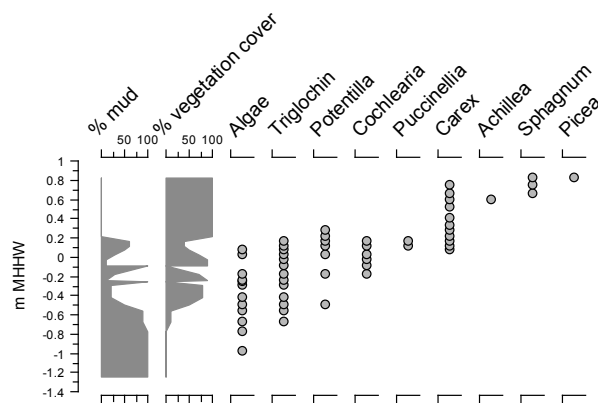 % mud
% vegetation cover
Algae
Triglochin
Potentilla
Cochlearia
Puccinellia
Carex
Achillea
Sphagnum
Picea
50 100 50 100
m MHHW
1
0.8
0.6
0.4
0.2
0
-0.2
-0.4
-0.6
-0.8
-1
-1.2
-1.4